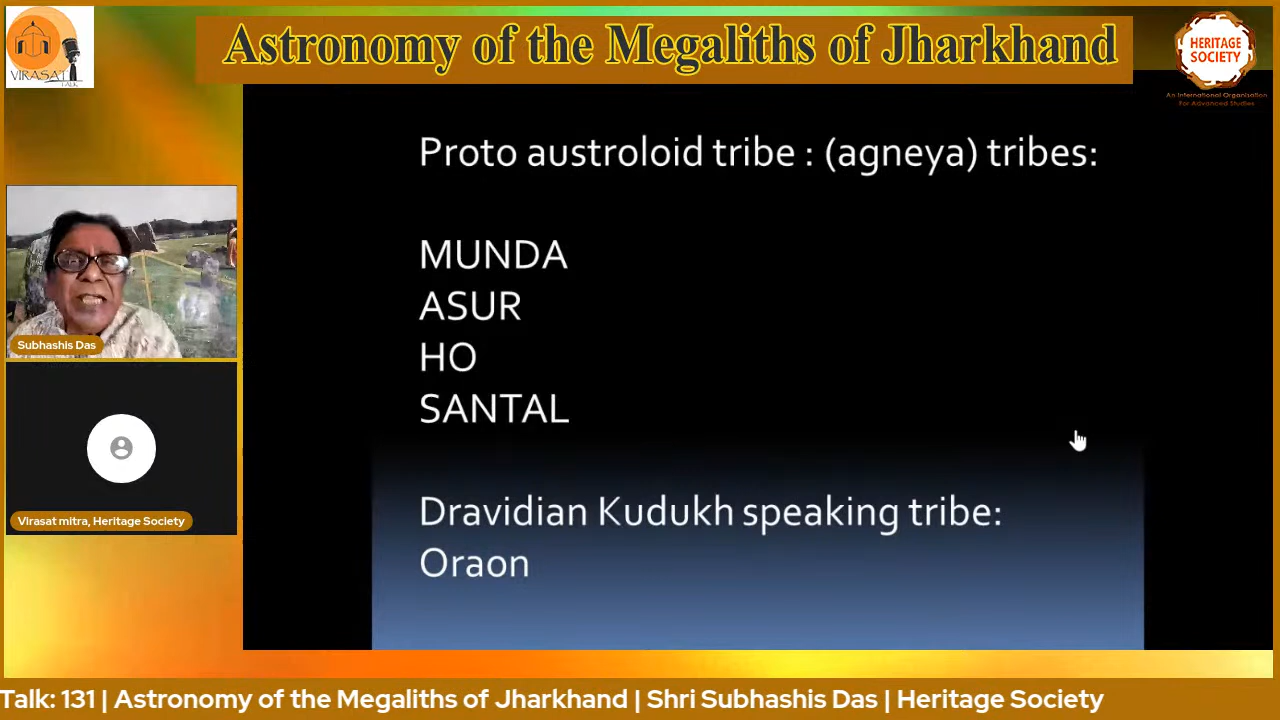 Astronomy of the Megaliths of Jharkhand
VIRASAT
TALK
HERITAGE
SOCIETY
An International Organisation
For Advanced Studies
Proto austroloid tribe : (agneya) tribes:
MUNDA
ASUR
HO
SANTAL
Dravidian Kudukh speaking tribe:
Oraon
Subhashis Das
Virasat mitra, Heritage Society
Talk: 131 | Astronomy of the Megaliths of Jharkhand | Shri Subhashis Das | Heritage Society